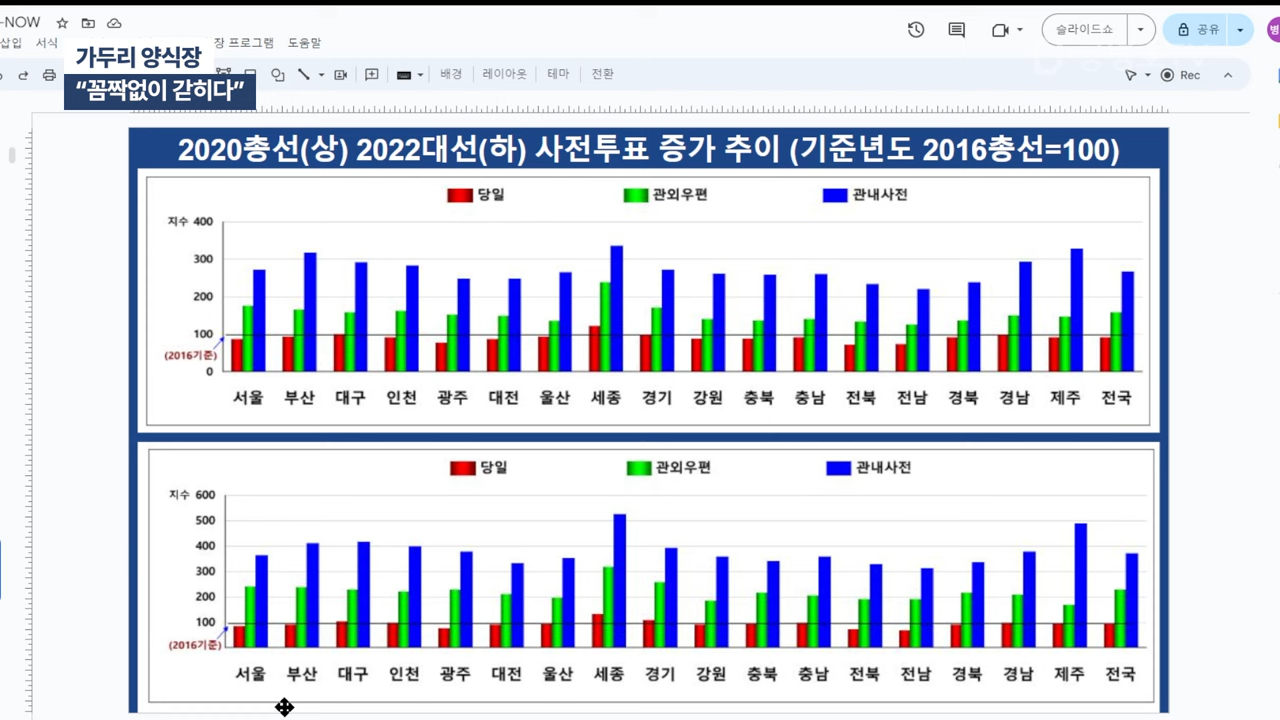 -NOW
삽입 서식
장 프로그램 도움말
슬라이드쇼
공유
병
가두리 양식장
“꼼짝없이 갇히다”
배경 레이아웃 테마 전환
Rec
2020총선(상) 2022대선(하) 사전투표 증가 추이 (기준년도 2016총선=100)
당일 관외우편 관내사전
지수 400
300
200
100
(2016기준)
0
서울 부산 대구 인천 광주 대전 울산 세종 경기 강원 충북 충남 전북 전남 경북 경남 제주 전국
당일 관외우편 관내사전
지수 600
500
400
300
200
100
(2016기준)
서울 부산 대구 인천 광주 대전 울산 세종 경기 강원 충북 충남 전북 전남 경북 경남 제주 전국